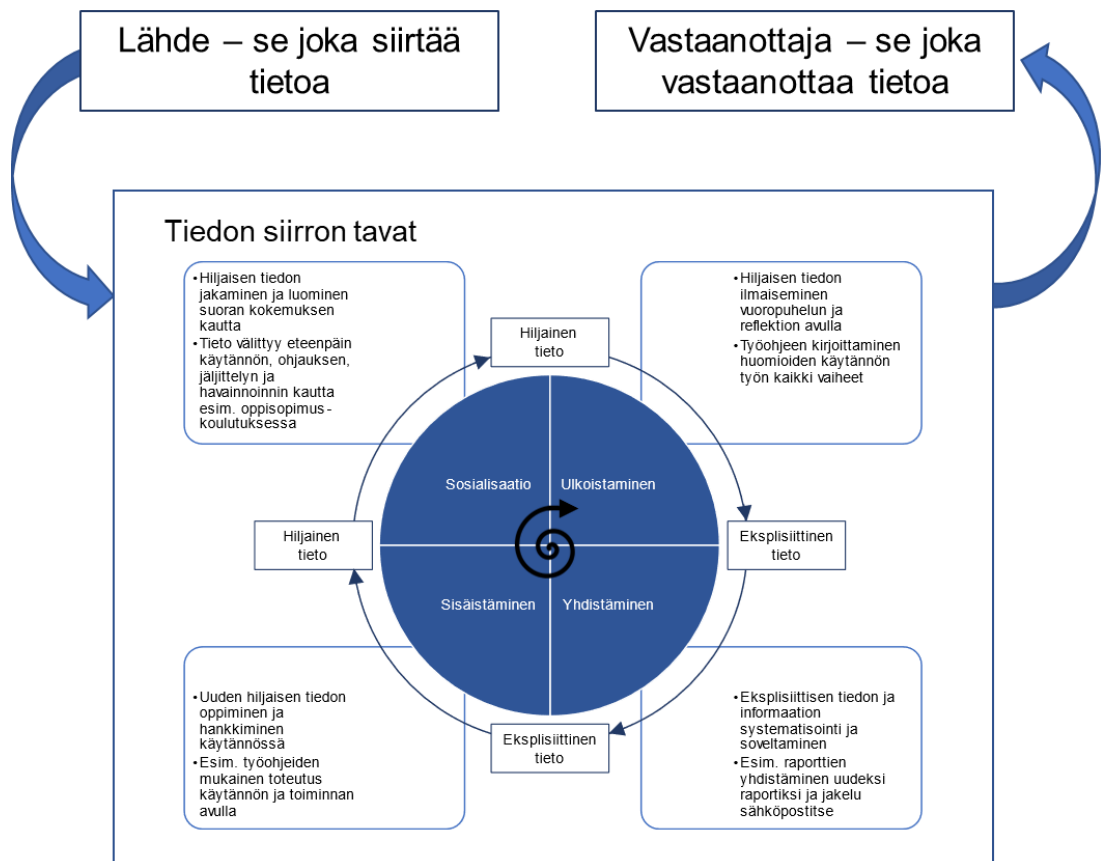 Lähde – se joka siirtää
tietoa
Vastaanottaja – se joka
vastaanottaa tietoa
Tiedon siirron tavat
•Hiljaisen tiedon
jakaminen ja luominen
suoran kokemuksen
kautta
•Tieto välittyy eteenpäin
käytännön, ohjauksen,
jäljittelyn ja
havainnoinnin kautta
esim. oppisopimus-
koulutuksessa
•Hiljaisen tiedon
ilmaiseminen
vuoropuhelun ja
reflektion avulla
•Työohjeen kirjoittaminen
huomioiden käytännön
työn kaikki vaiheet
Hiljainen
tieto
Sosialisaatio
Ulkoistaminen
Hiljainen
tieto
Eksplisiittinen
tieto
Sisäistäminen
Yhdistäminen
•Uuden hiljaisen tiedon
oppiminen ja
hankkiminen
käytännössä
•Esim. työohjeiden
mukainen toteutus
käytännön ja toiminnan
avulla
Eksplisiittinen
tieto
•Eksplisiittisen tiedon ja
informaation
systematisointi ja
soveltaminen
•Esim. raporttien
yhdistäminen uudeksi
raportiksi ja jakelu
sähköpostitse